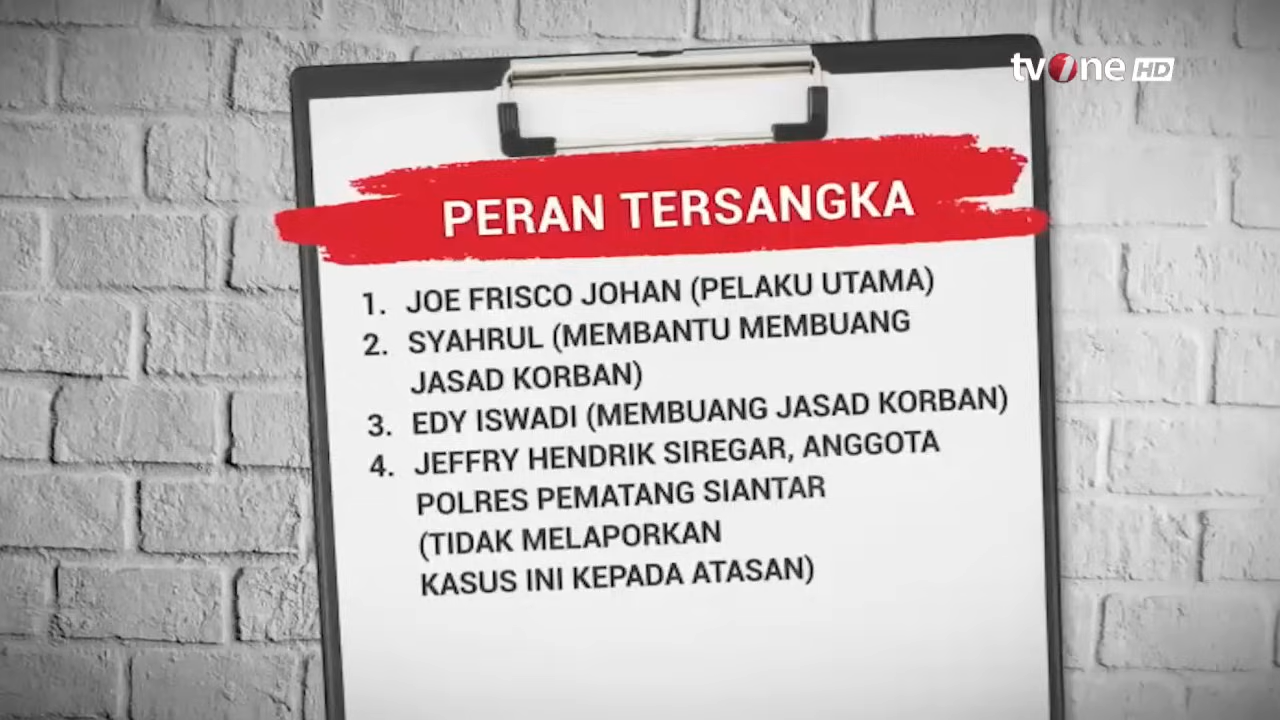 tvOne HD
PERAN TERSANGKA
1. JOE FRISCO JOHAN (PELAKU UTAMA)
2. SYAHRUL (MEMBANTU MEMBUANG
JASAD KORBAN)
3. EDY ISWADI (MEMBUANG JASAD KORBAN)
4. JEFFRY HENDRIK SIREGAR, ANGGOTA
POLRES PEMATANG SIANTAR
(TIDAK MELAPORKAN
KASUS INI KEPADA ATASAN)